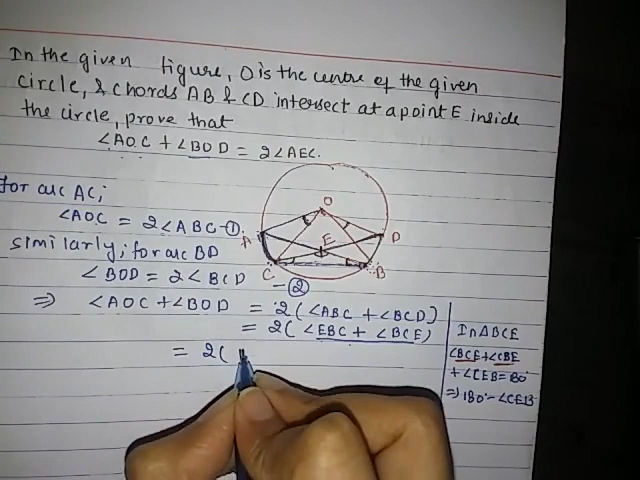 In the given figure, O is the centre of the given
circle, & chords AB & CD intersect at a point E inside
the circle, prove that
∠AOC + ∠BOD = 2∠AEC.
for arc AC;
∠AOC = 2∠ABC-①
similarly; for arc BD
∠BOD = 2∠BCD
-②
⇒ ∠AOC + ∠BOD = 2(∠ABC + ∠BCD)
= 2(∠EBC + ∠BCE)
= 2(
O
A
D
E
C
B
In ΔBCE
∠BCE+∠CBE
+∠CEB=180°
⇒ 180°-∠CEB